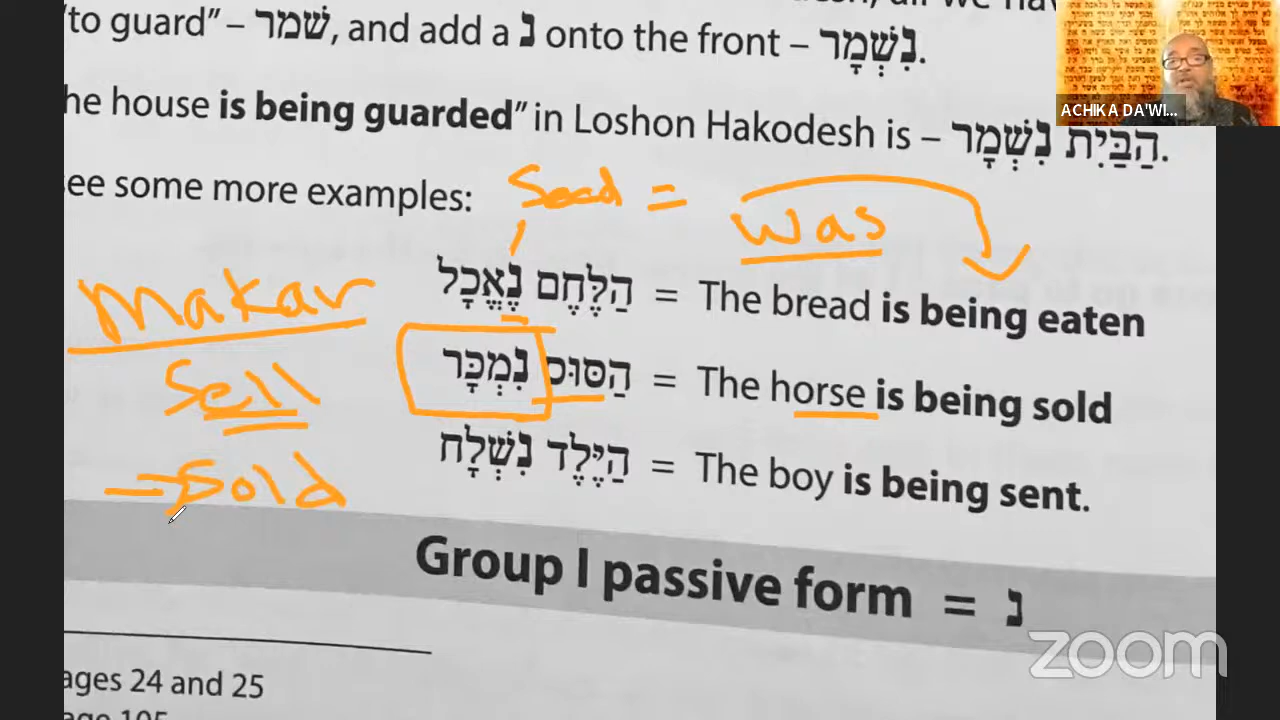 "to guard" – שׁמר, and add a נ onto the front – נִשְׁמָר.
ACHIKA DA'WI...
he house is being guarded" in Loshon Hakodesh is – הַבַּיִת נִשְׁמָר.
ee some more examples:
=
was
Makar
הַלֶּחֶם נֶאֱכָל = The bread is being eaten
Sell
הַסּוּס נִמְכָּר = The horse is being sold
Sold
הַיֶּלֶד נִשְׁלָח = The boy is being sent.
Group I passive form = נ
zoom
ages 24 and 25